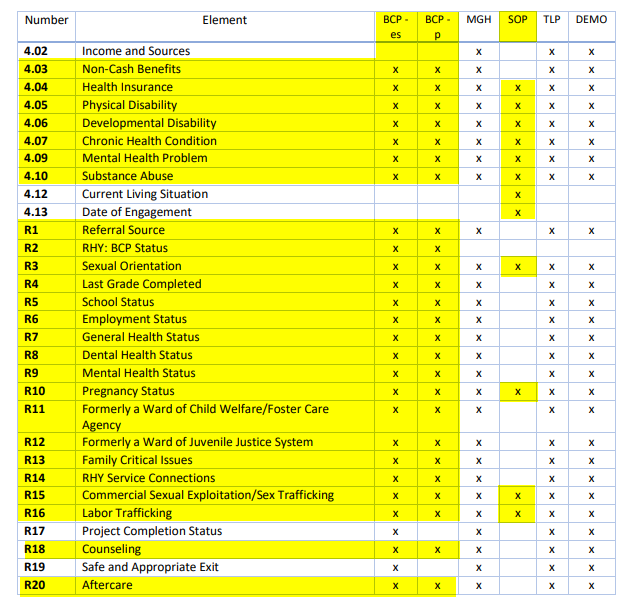 Number Element BCP - es BCP - p MGH SOP TLP DEMO
4.02 Income and Sources x x x
4.03 Non-Cash Benefits x x x x x
4.04 Health Insurance x x x x x x
4.05 Physical Disability x x x x x x
4.06 Developmental Disability x x x x x x
4.07 Chronic Health Condition x x x x x x
4.09 Mental Health Problem x x x x x x
4.10 Substance Abuse x x x x x x
4.12 Current Living Situation x
4.13 Date of Engagement x
R1 Referral Source x x x x x
R2 RHY: BCP Status x x
R3 Sexual Orientation x x x x x x
R4 Last Grade Completed x x x x x
R5 School Status x x x x x
R6 Employment Status x x x x x
R7 General Health Status x x x x x
R8 Dental Health Status x x x x x
R9 Mental Health Status x x x x x
R10 Pregnancy Status x x x x x x
R11 Formerly a Ward of Child Welfare/Foster Care x x x x x
Agency
R12 Formerly a Ward of Juvenile Justice System x x x x x
R13 Family Critical Issues x x x x x
R14 RHY Service Connections x x x x x
R15 Commercial Sexual Exploitation/Sex Trafficking x x x x x x
R16 Labor Trafficking x x x x x x
R17 Project Completion Status x x x x
R18 Counseling x x x x x
R19 Safe and Appropriate Exit x x x x
R20 Aftercare x x x x x